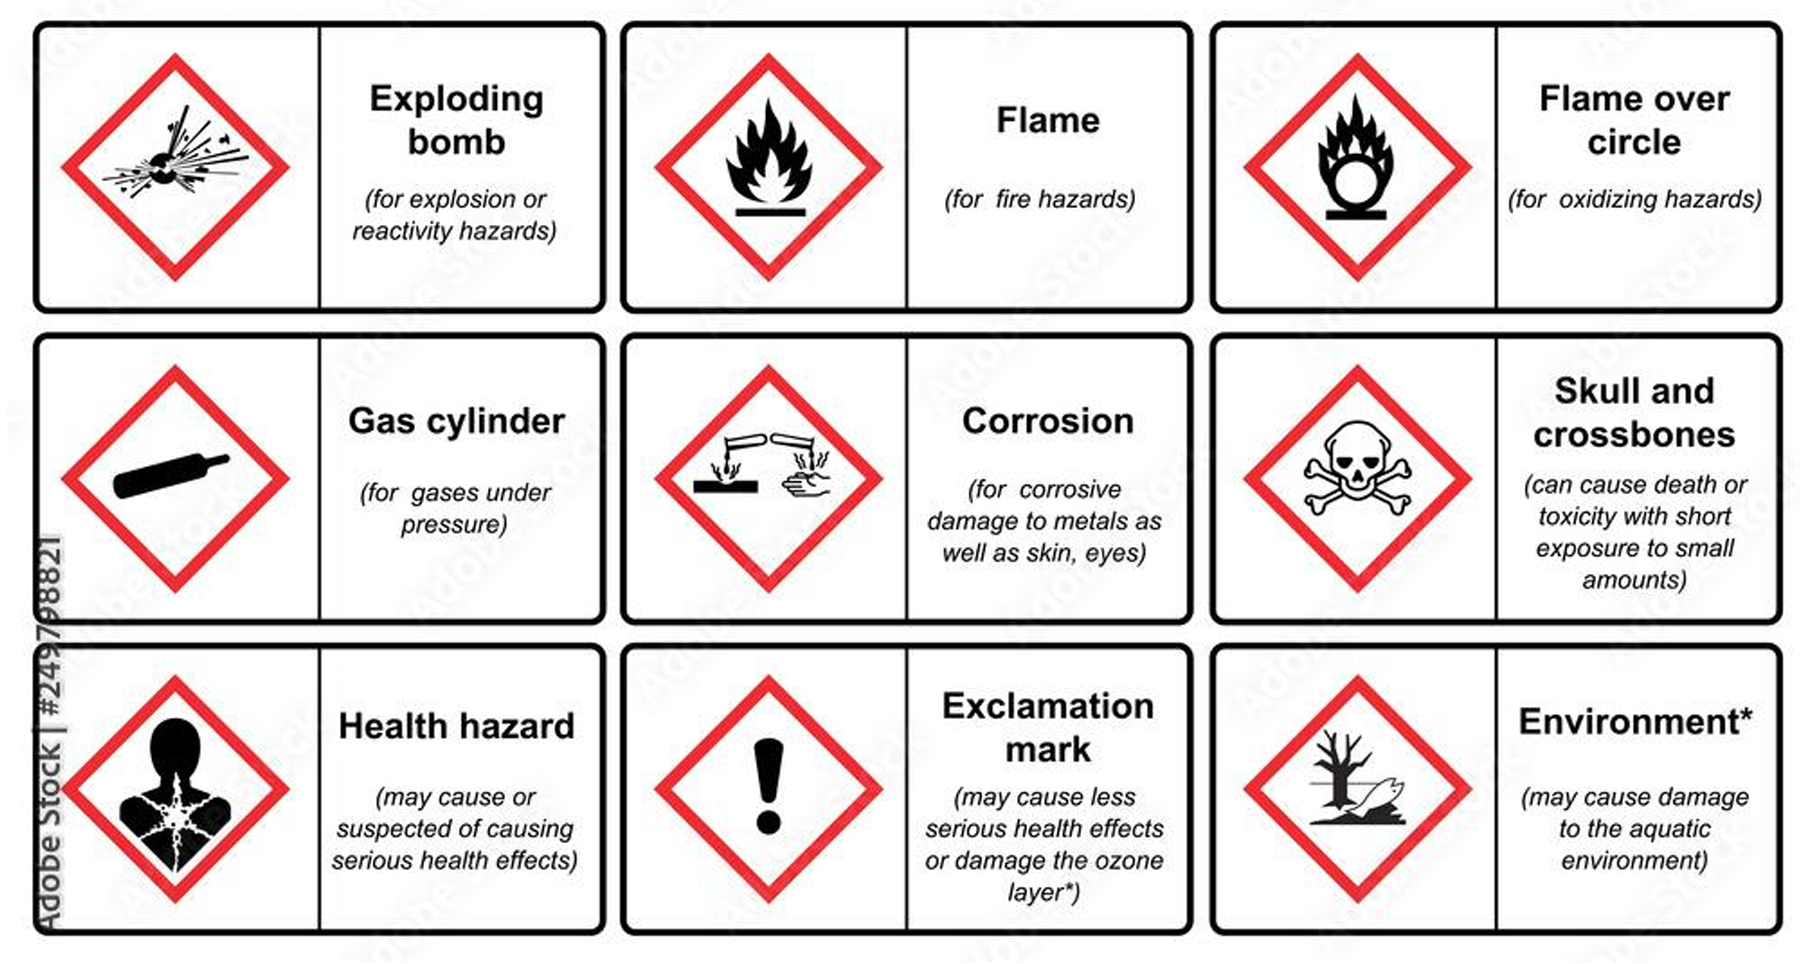 Exploding
bomb
(for explosion or
reactivity hazards)
Flame
(for fire hazards)
Flame over
circle
(for oxidizing hazards)
Gas cylinder
(for gases under
pressure)
Corrosion
(for corrosive
damage to metals as
well as skin, eyes)
Skull and
crossbones
(can cause death or
toxicity with short
exposure to small
amounts)
Health hazard
(may cause or
suspected of causing
serious health effects)
Exclamation
mark
(may cause less
serious health effects
or damage the ozone
layer*)
Environment*
(may cause damage
to the aquatic
environment)
Adobe Stock | #249798821